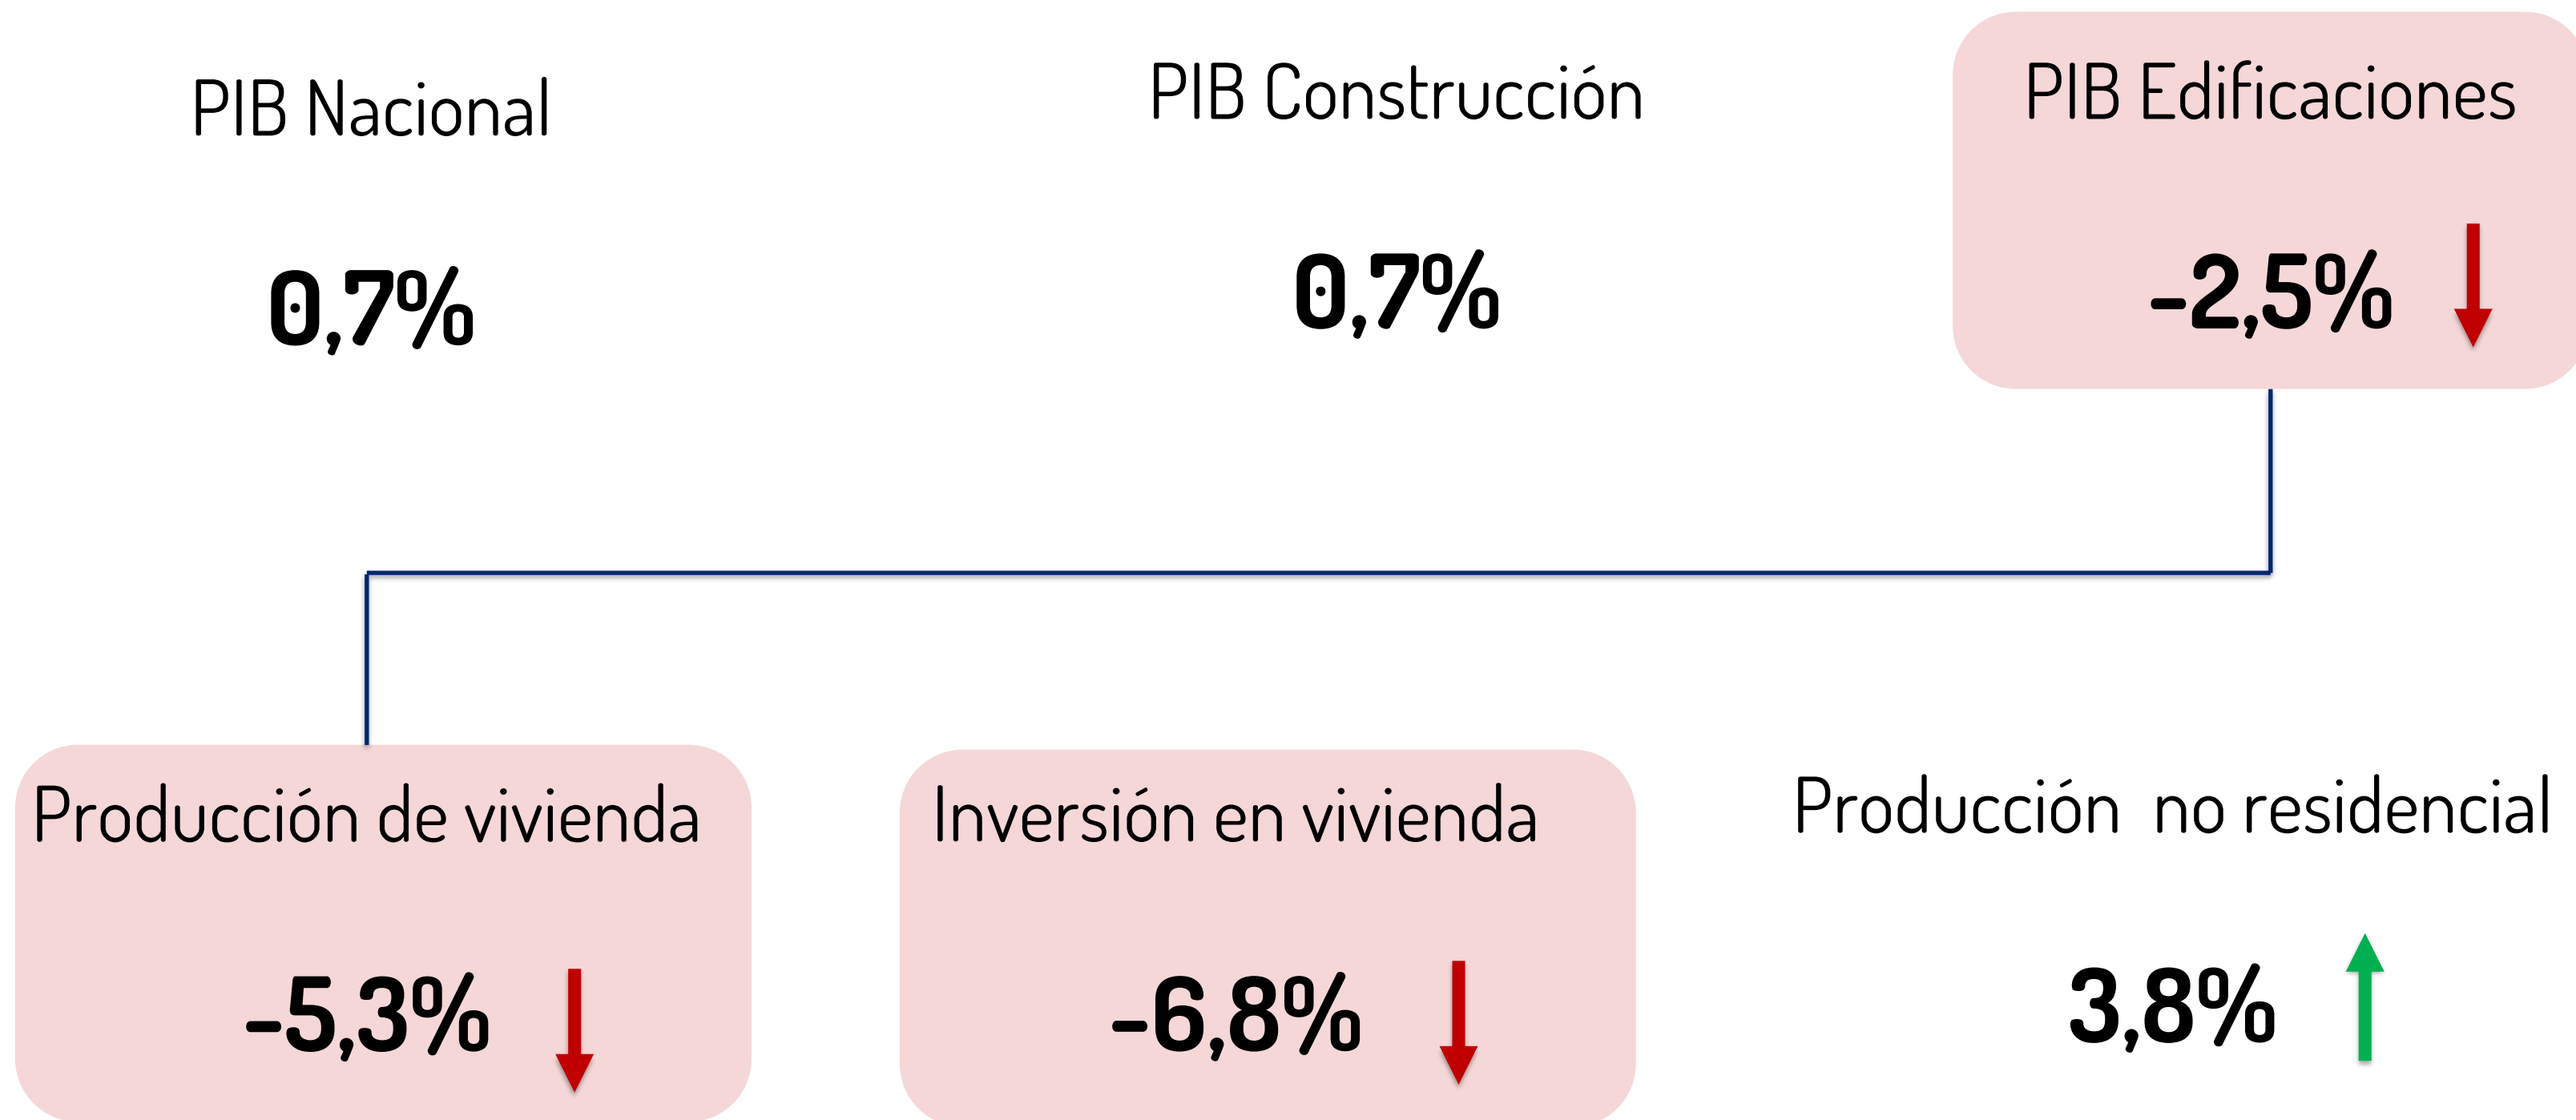 PIB Nacional
0,7%
PIB Construcción
0,7%
PIB Edificaciones
-2,5%
Producción de vivienda
-5,3%
Inversión en vivienda
-6,8%
Producción no residencial
3,8%